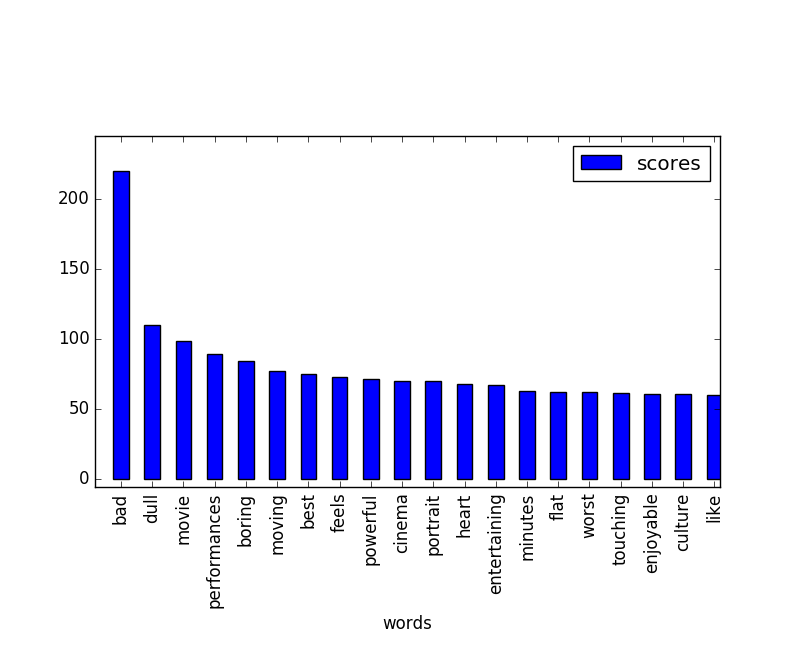 scores
200
150
100
50
0
bad
dull
movie
performances
boring
moving
best
feels
powerful
cinema
portrait
heart
entertaining
minutes
flat
worst
touching
enjoyable
culture
like
words